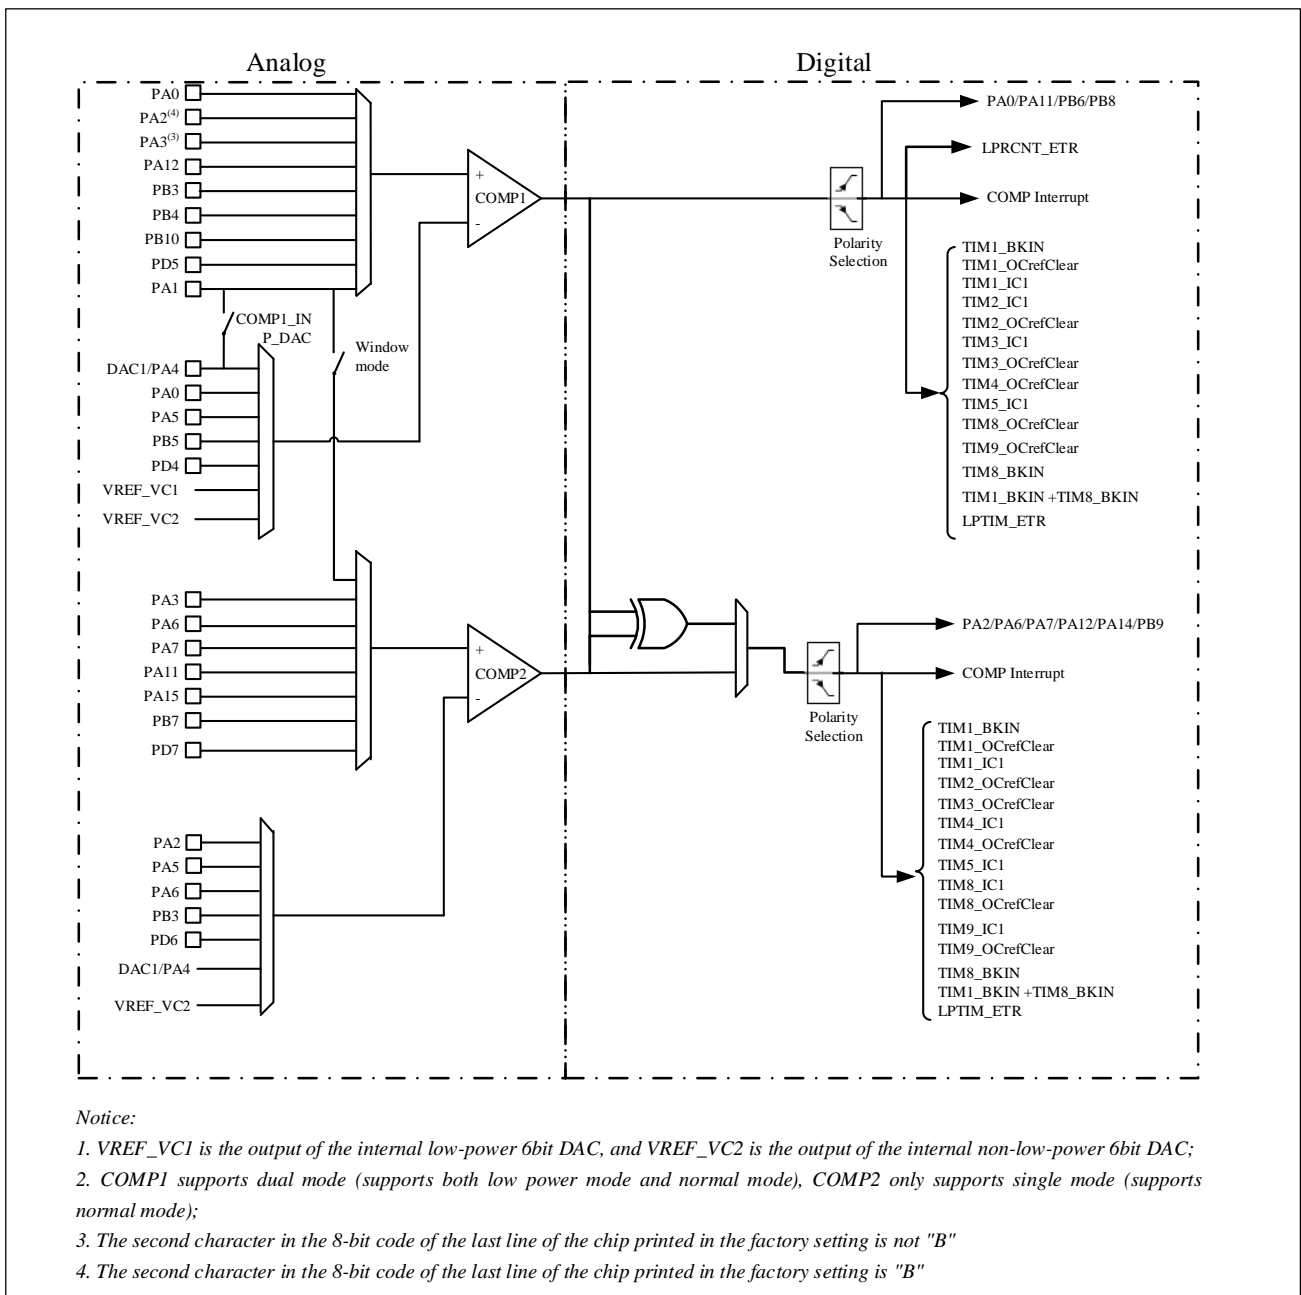 Analog
Digital
PA0
PA2(4)
PA3(3)
PA12
PB3
PB4
PB10
PD5
PA1
COMP1_IN
P_DAC
Window
mode
DAC1/PA4
PA0
PA5
PB5
PD4
VREF_VC1
VREF_VC2
+
COMP1
-
Polarity
Selection
PA0/PA11/PB6/PB8
LPRCNT_ETR
COMP Interrupt
TIM1_BKIN
TIM1_OCrefClear
TIM1_IC1
TIM2_IC1
TIM2_OCrefClear
TIM3_IC1
TIM3_OCrefClear
TIM4_OCrefClear
TIM5_IC1
TIM8_OCrefClear
TIM9_OCrefClear
TIM8_BKIN
TIM1_BKIN +TIM8_BKIN
LPTIM_ETR
PA3
PA6
PA7
PA11
PA15
PB7
PD7
+
COMP2
-
PA2
PA5
PA6
PB3
PD6
DAC1/PA4
VREF_VC2
Polarity
Selection
PA2/PA6/PA7/PA12/PA14/PB9
COMP Interrupt
TIM1_BKIN
TIM1_OCrefClear
TIM1_IC1
TIM2_OCrefClear
TIM3_OCrefClear
TIM4_IC1
TIM4_OCrefClear
TIM5_IC1
TIM8_IC1
TIM8_OCrefClear
TIM9_IC1
TIM9_OCrefClear
TIM8_BKIN
TIM1_BKIN +TIM8_BKIN
LPTIM_ETR
Notice:
1. VREF_VC1 is the output of the internal low-power 6bit DAC, and VREF_VC2 is the output of the internal non-low-power 6bit DAC;
2. COMP1 supports dual mode (supports both low power mode and normal mode), COMP2 only supports single mode (supports
normal mode);
3. The second character in the 8-bit code of the last line of the chip printed in the factory setting is not "B"
4. The second character in the 8-bit code of the last line of the chip printed in the factory setting is "B"